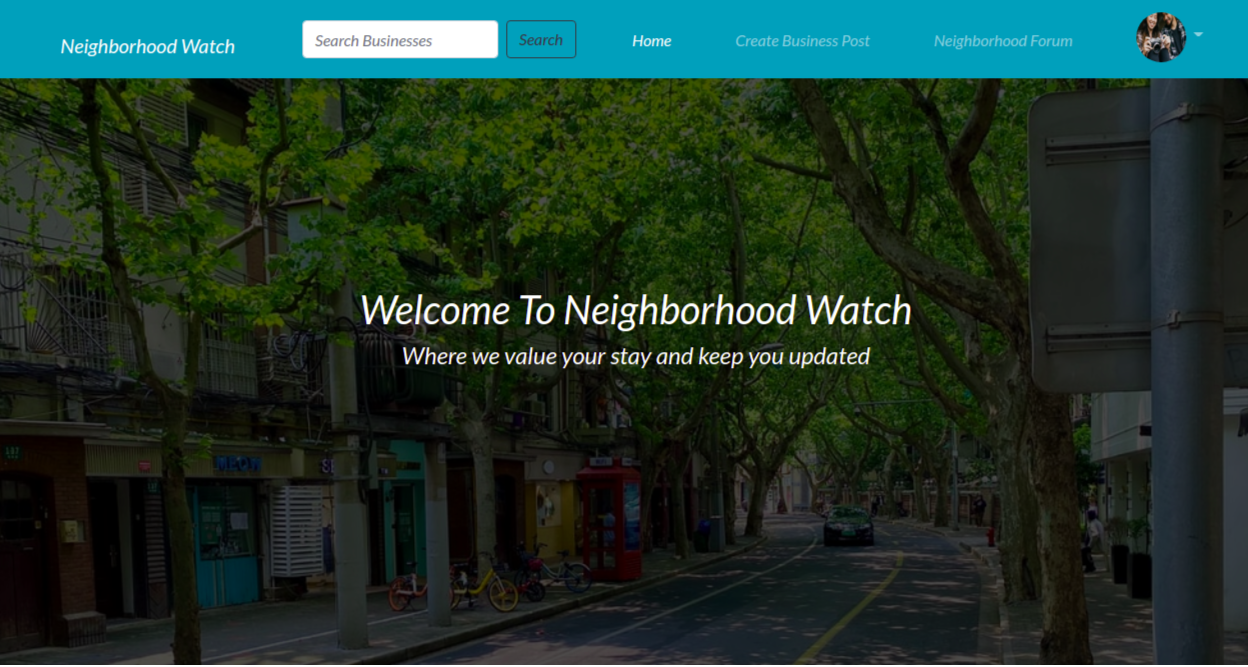 Neighborhood Watch
Search Businesses
Search
Home
Create Business Post
Neighborhood Forum
Welcome To Neighborhood Watch
Where we value your stay and keep you updated